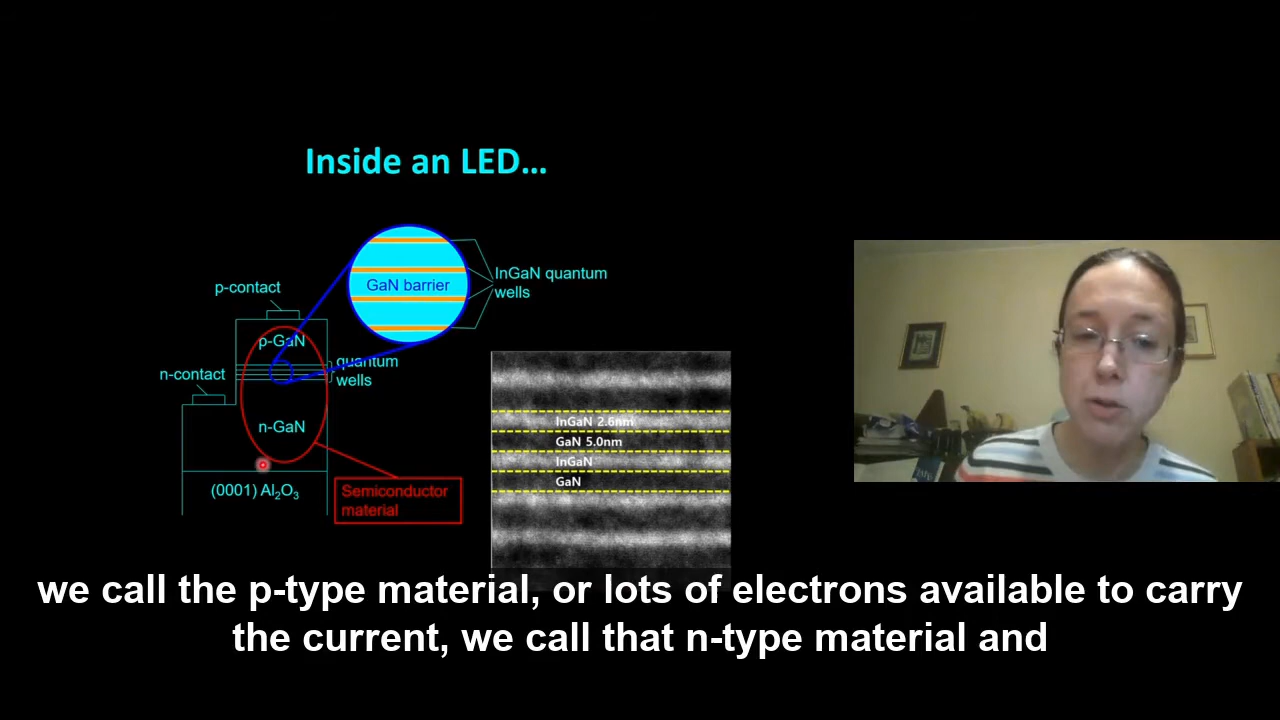 Inside an LED...
GaN barrier
InGaN quantum
wells
p-contact
p-GaN
quantum
wells
n-contact
n-GaN
(0001) Al₂O₃
Semiconductor
material
InGaN 2.6nm
GaN 5.0nm
InGaN
GaN
we call the p-type material, or lots of electrons available to carry
the current, we call that n-type material and